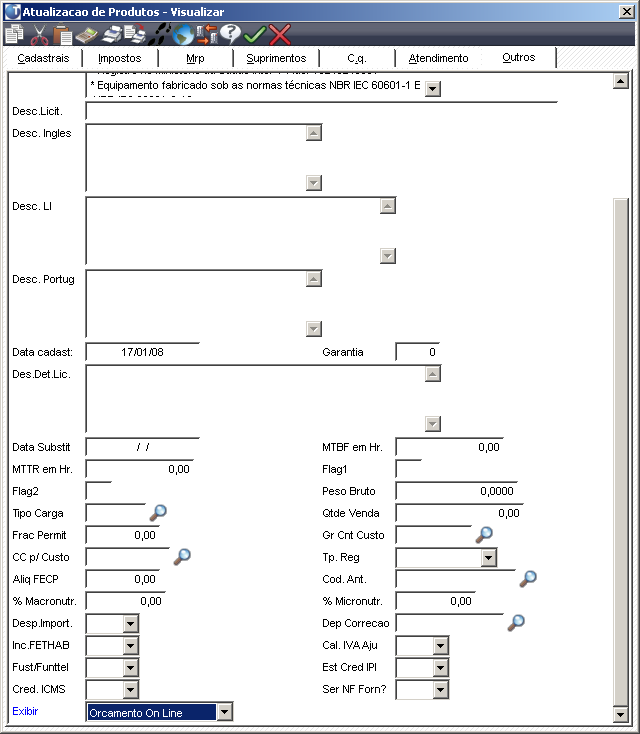 Atualizacao de Produtos - Visualizar
Cadastrais Impostos Mrp Suprimentos C.q. Atendimento Outros
* Equipamento fabricado sob as normas técnicas NBR IEC 60601-1 E
Desc.Licit.
Desc. Ingles
Desc. LI
Desc. Portug
Data cadast: 17/01/08 Garantia 0
Des.Det.Lic.
Data Substit / / MTBF em Hr. 0,00
MTTR em Hr. 0,00 Flag1
Flag2 Peso Bruto 0,0000
Tipo Carga Qtde Venda 0,00
Frac Permit 0,00 Gr Cnt Custo
CC p/ Custo Tp. Reg
Aliq FECP 0,00 Cod. Ant.
% Macronutr. 0,00 % Micronutr. 0,00
Desp.Import. Dep Correcao
Inc.FETHAB Cal. IVA Aju
Fust/Funttel Est Cred IPI
Cred. ICMS Ser NF Forn?
Exibir Orcamento On Line